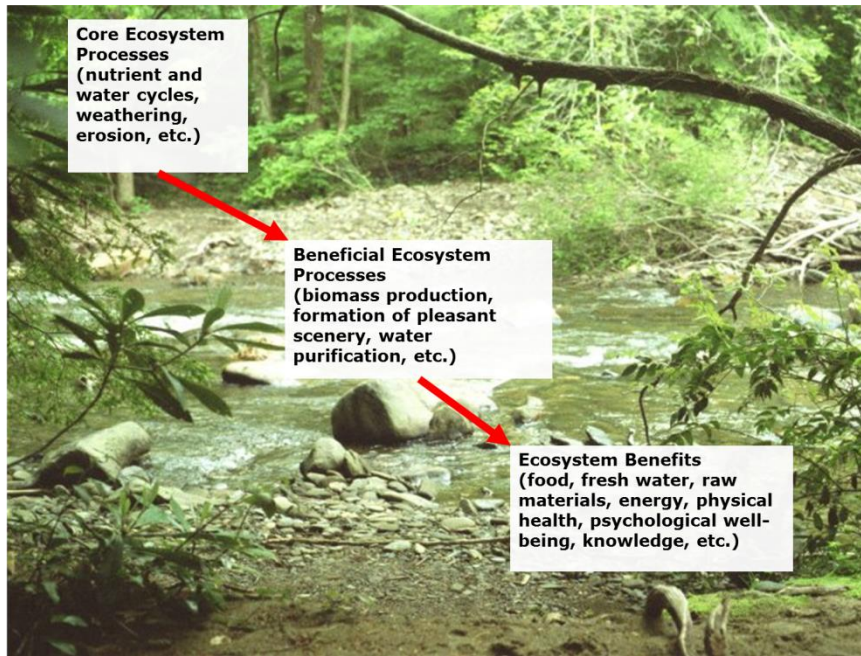 Core Ecosystem
Processes
(nutrient and
water cycles,
weathering,
erosion, etc.)
Beneficial Ecosystem
Processes
(biomass production,
formation of pleasant
scenery, water
purification, etc.)
Ecosystem Benefits
(food, fresh water, raw
materials, energy, physical
health, psychological well-
being, knowledge, etc.)